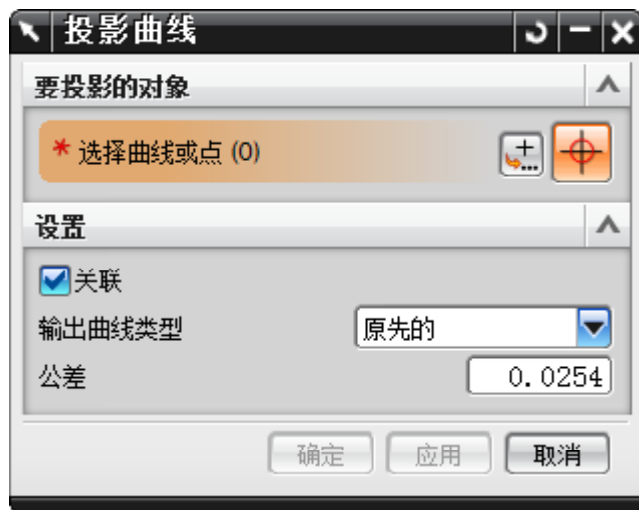 投影曲线
要投影的对象
* 选择曲线或点 (0)
设置
关联
输出曲线类型 原先的
公差 0.0254
确定 应用 取消